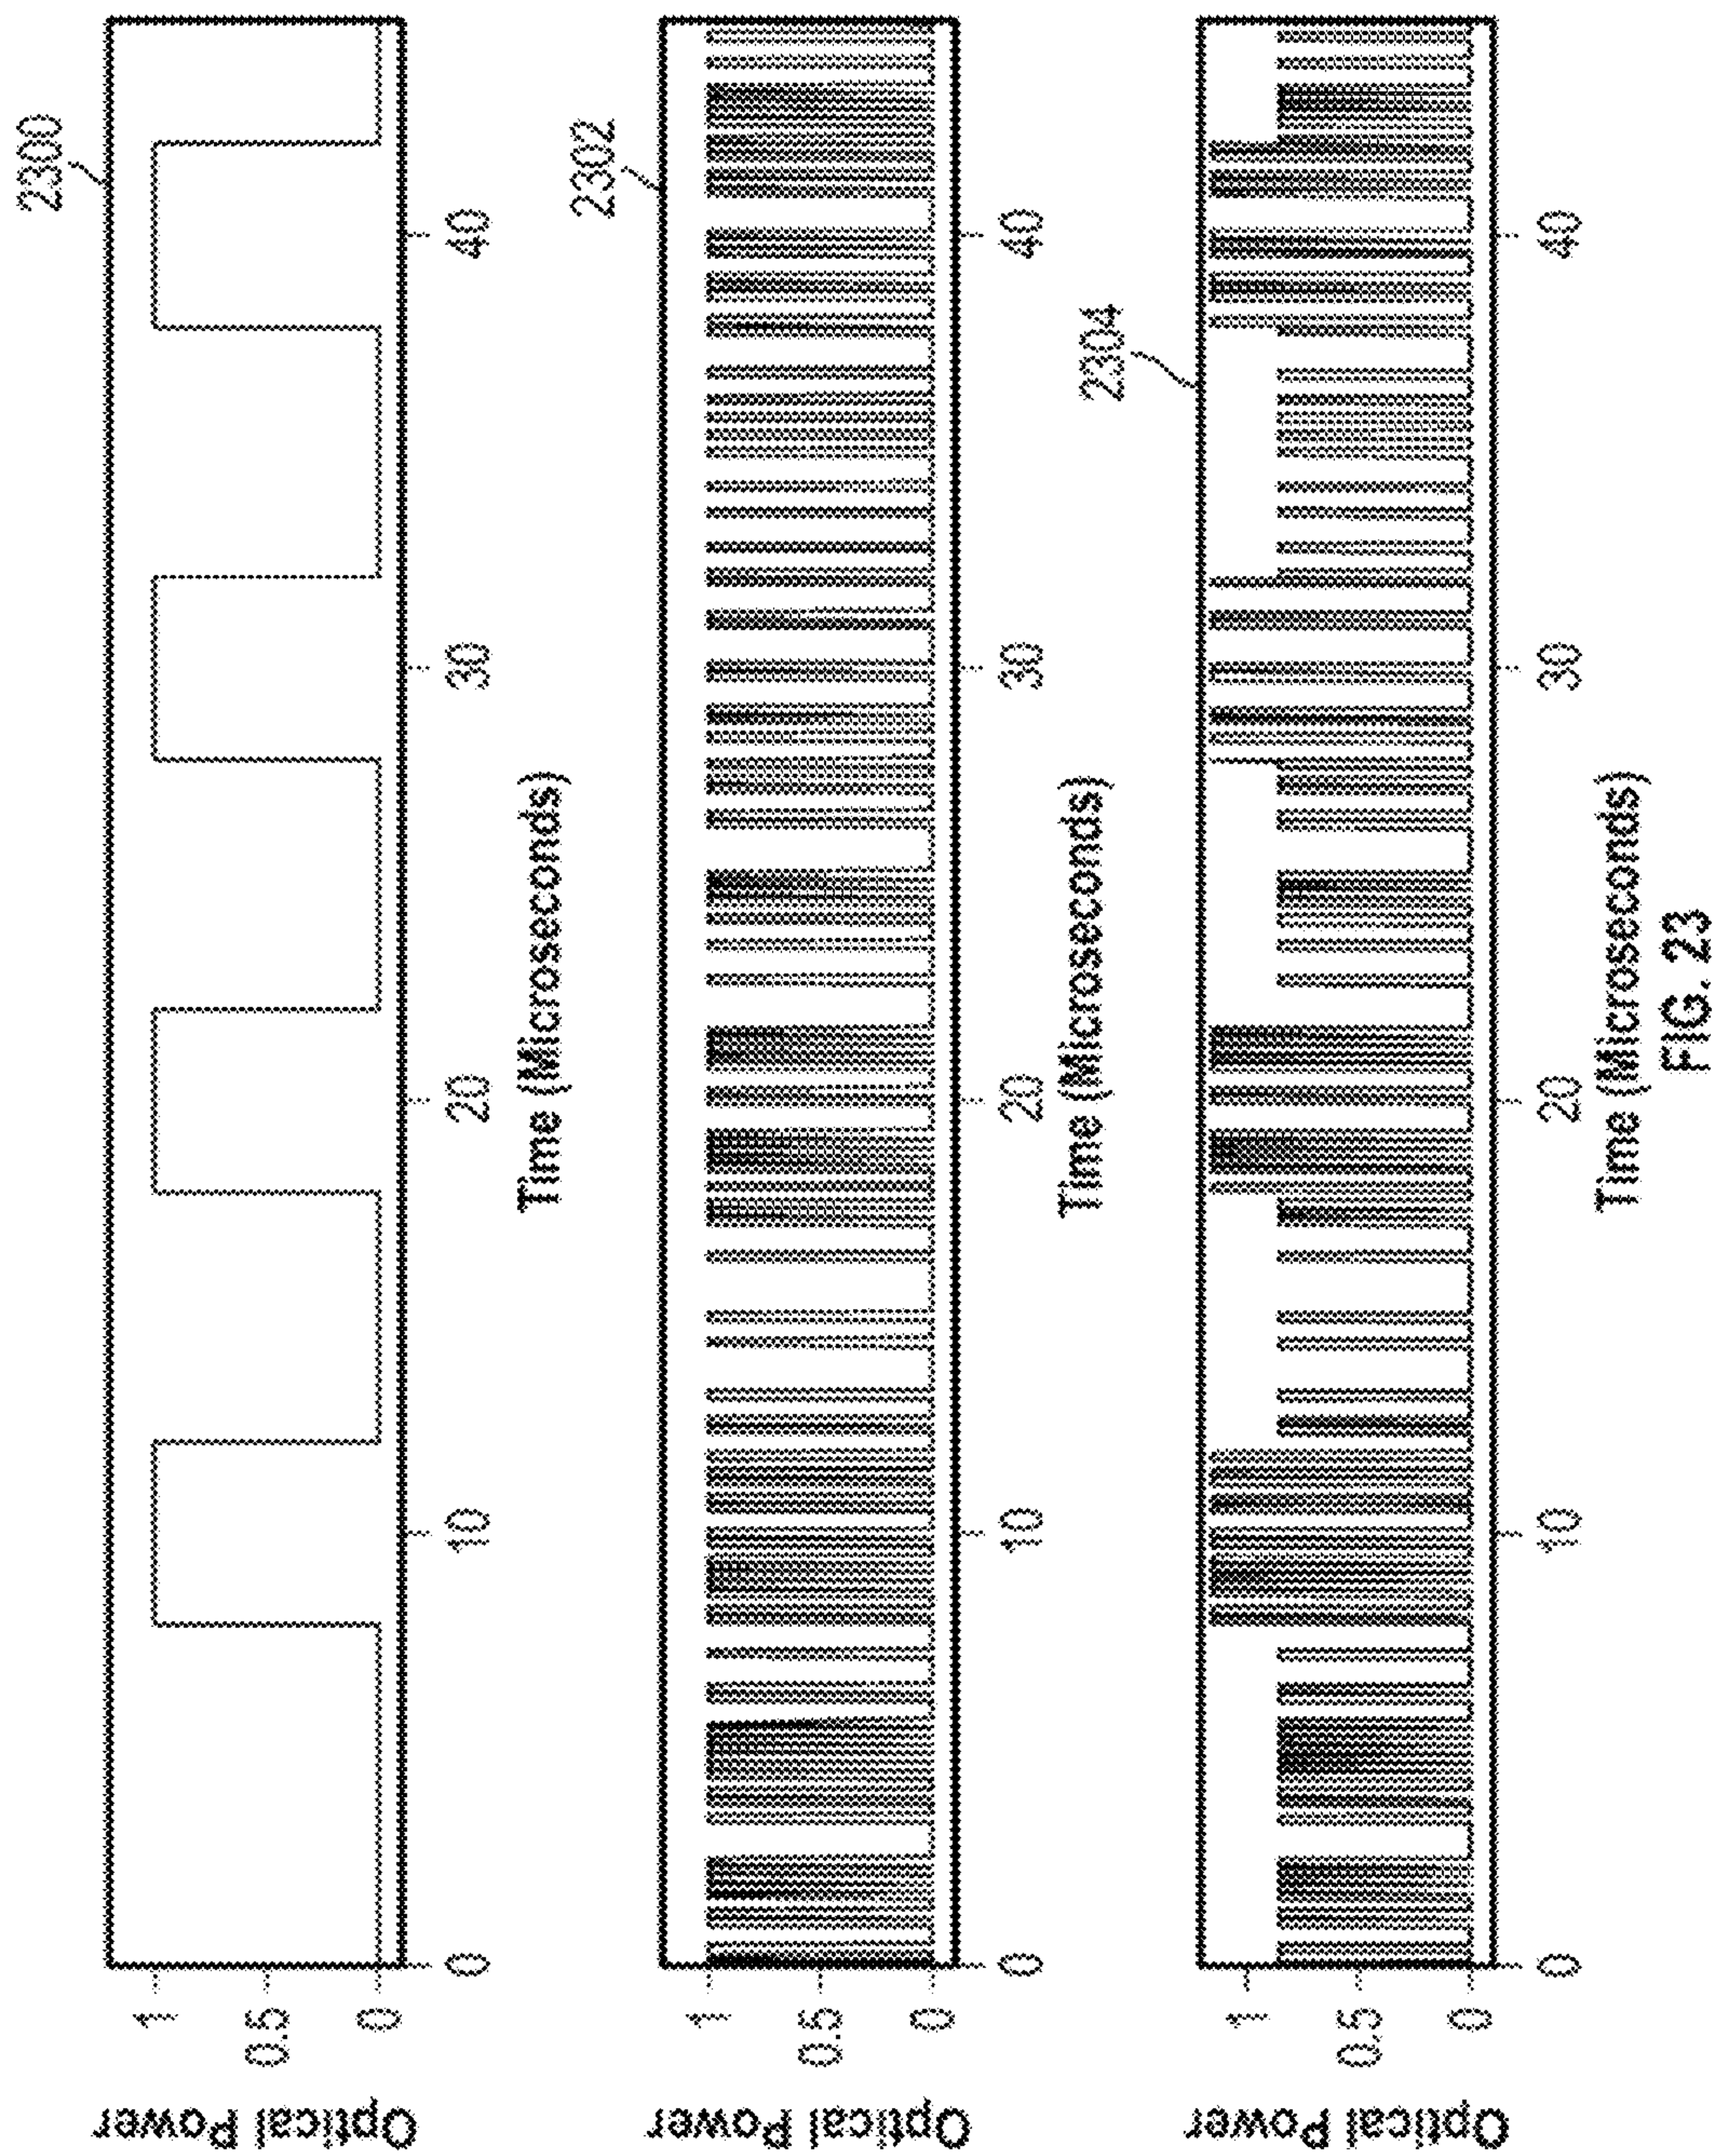 2300
Optical Power
1
0.5
0
0 10 20 30 40
Time (Microseconds)
2302
Optical Power
1
0.5
0
0 10 20 30 40
Time (Microseconds)
2304
Optical Power
1
0.5
0
0 10 20 30 40
Time (Microseconds)
FIG. 23